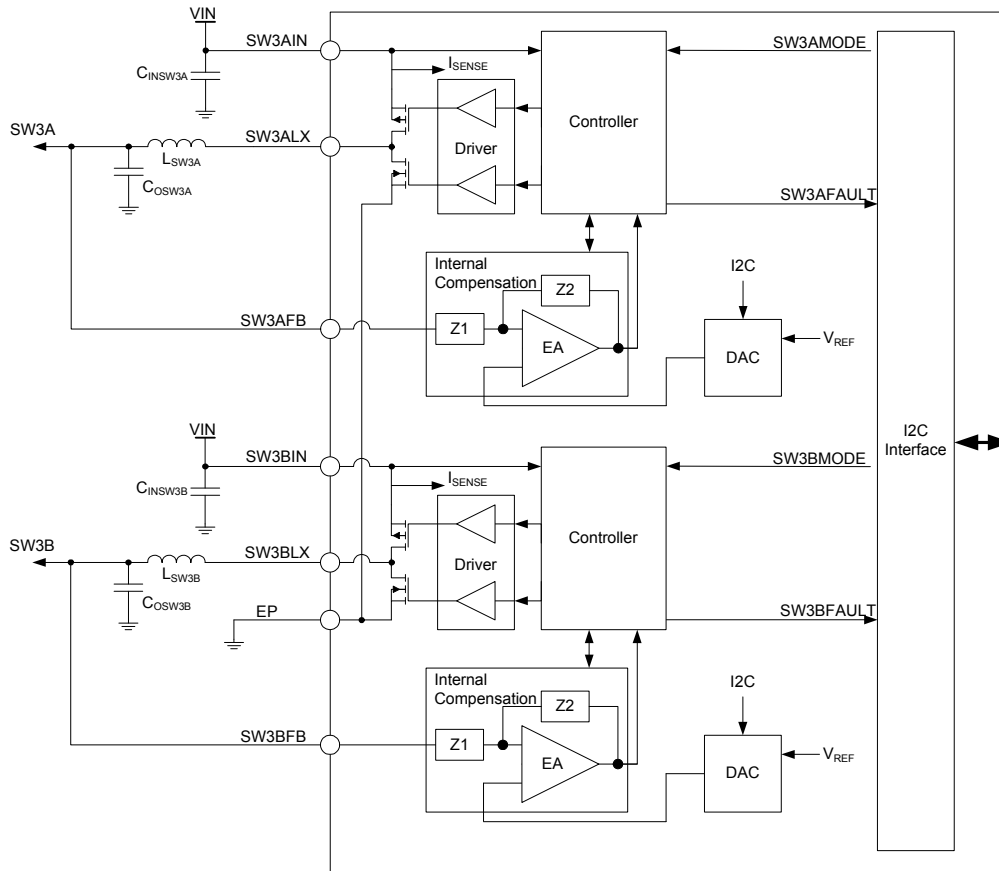 VIN
SW3AIN
CINSW3A
ISENSE
SW3AMODE
Controller
SW3A
SW3ALX
LSW3A
COSW3A
Driver
SW3AFAULT
Internal
Compensation
I2C
Z2
SW3AFB
Z1
EA
DAC
VREF
I2C
Interface
VIN
SW3BIN
CINSW3B
ISENSE
SW3BMODE
Controller
SW3B
SW3BLX
LSW3B
COSW3B
Driver
EP
SW3BFAULT
Internal
Compensation
I2C
Z2
SW3BFB
Z1
EA
DAC
VREF